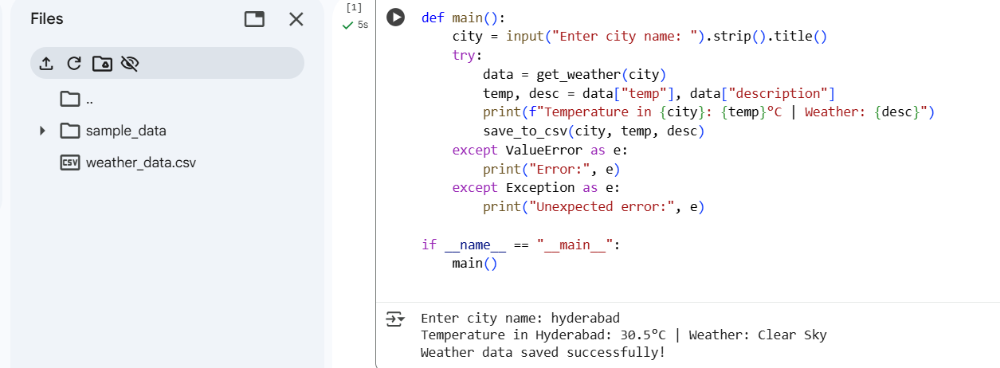 Files
..
sample_data
CSV weather_data.csv
[1]
5s
def main():
    city = input("Enter city name: ").strip().title()
    try:
        data = get_weather(city)
        temp, desc = data["temp"], data["description"]
        print(f"Temperature in {city}: {temp}°C | Weather: {desc}")
        save_to_csv(city, temp, desc)
    except ValueError as e:
        print("Error:", e)
    except Exception as e:
        print("Unexpected error:", e)
if __name__ == "__main__":
    main()
Enter city name: hyderabad
Temperature in Hyderabad: 30.5°C | Weather: Clear Sky
Weather data saved successfully!